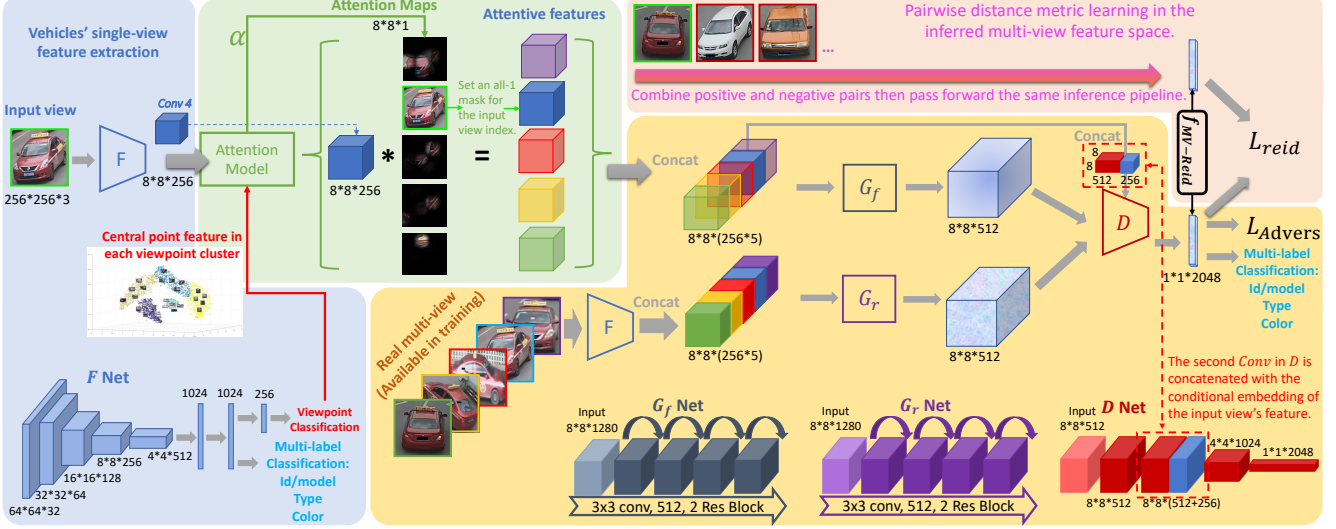 Vehicles' single-view
feature extraction
Input view
256*256*3
F
Conv 4
8*8*256
α
Attention
Model
Attention Maps
8*8*1
Attentive features
8*8*256
*
=
Set an all-1
mask for
the input
view index.
Central point feature in
each viewpoint cluster
F Net
64*64*32
32*32*64
16*16*128
8*8*256
4*4*512
1024
1024
256
Viewpoint
Classification
Multi-label
Classification:
Id/model
Type
Color
Pairwise distance metric learning in the
inferred multi-view feature space.
...
Combine positive and negative pairs then pass forward the same inference pipeline.
f_MV-Reid
L_reid
Concat
8*8*(256*5)
G_f
8*8*512
Concat
8
8
512
256
D
1*1*2048
L_Advers
Multi-label
Classification:
Id/model
Type
Color
Real multi-view
(Available in training)
F
Concat
8*8*(256*5)
G_r
8*8*512
The second Conv in D is
concatenated with the
conditional embedding of
the input view's feature.
G_f Net
Input
8*8*1280
3x3 conv, 512, 2 Res Block
G_r Net
Input
8*8*1280
3x3 conv, 512, 2 Res Block
D Net
Input
8*8*512
8*8*512
8*8*(512+256)
4*4*1024
1*1*2048